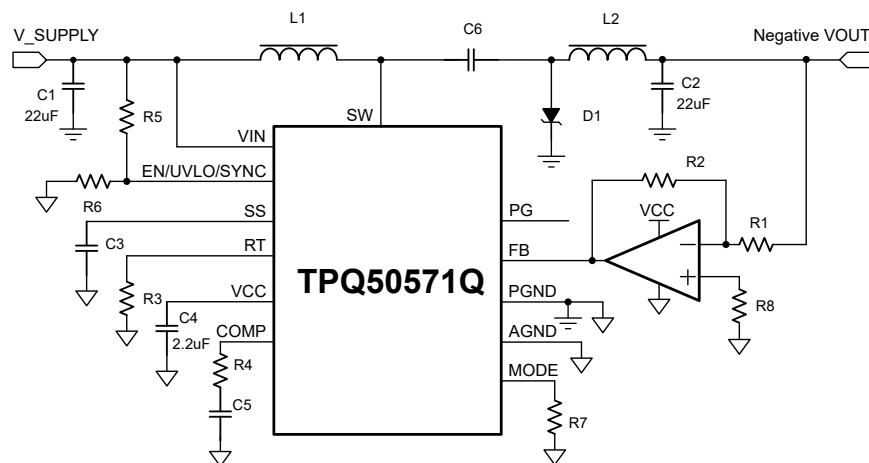 L1
V_SUPPLY
C6
L2
Negative VOUT
C1
22uF
R5
C2
22uF
D1
SW
VIN
EN/UVLO/SYNC
R2
R6
VCC
R1
SS
PG
C3
RT
FB
TPQ50571Q
R3
VCC
PGND
R8
C4
2.2uF
COMP
AGND
R4
MODE
C5
R7